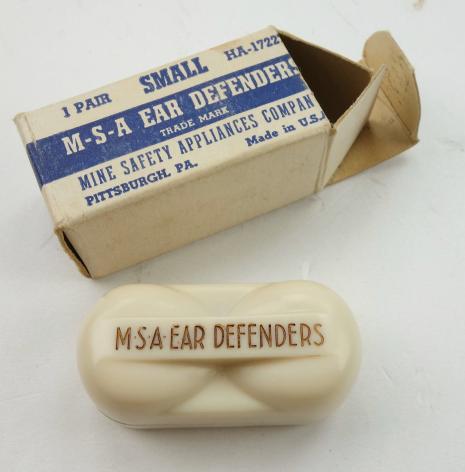 1 PAIR SMALL HA-1722
M-S-A EAR DEFENDERS
TRADE MARK
MINE SAFETY APPLIANCES COMPAN
PITTSBURGH, PA. Made in U.S.A
M·S·A·EAR DEFENDERS